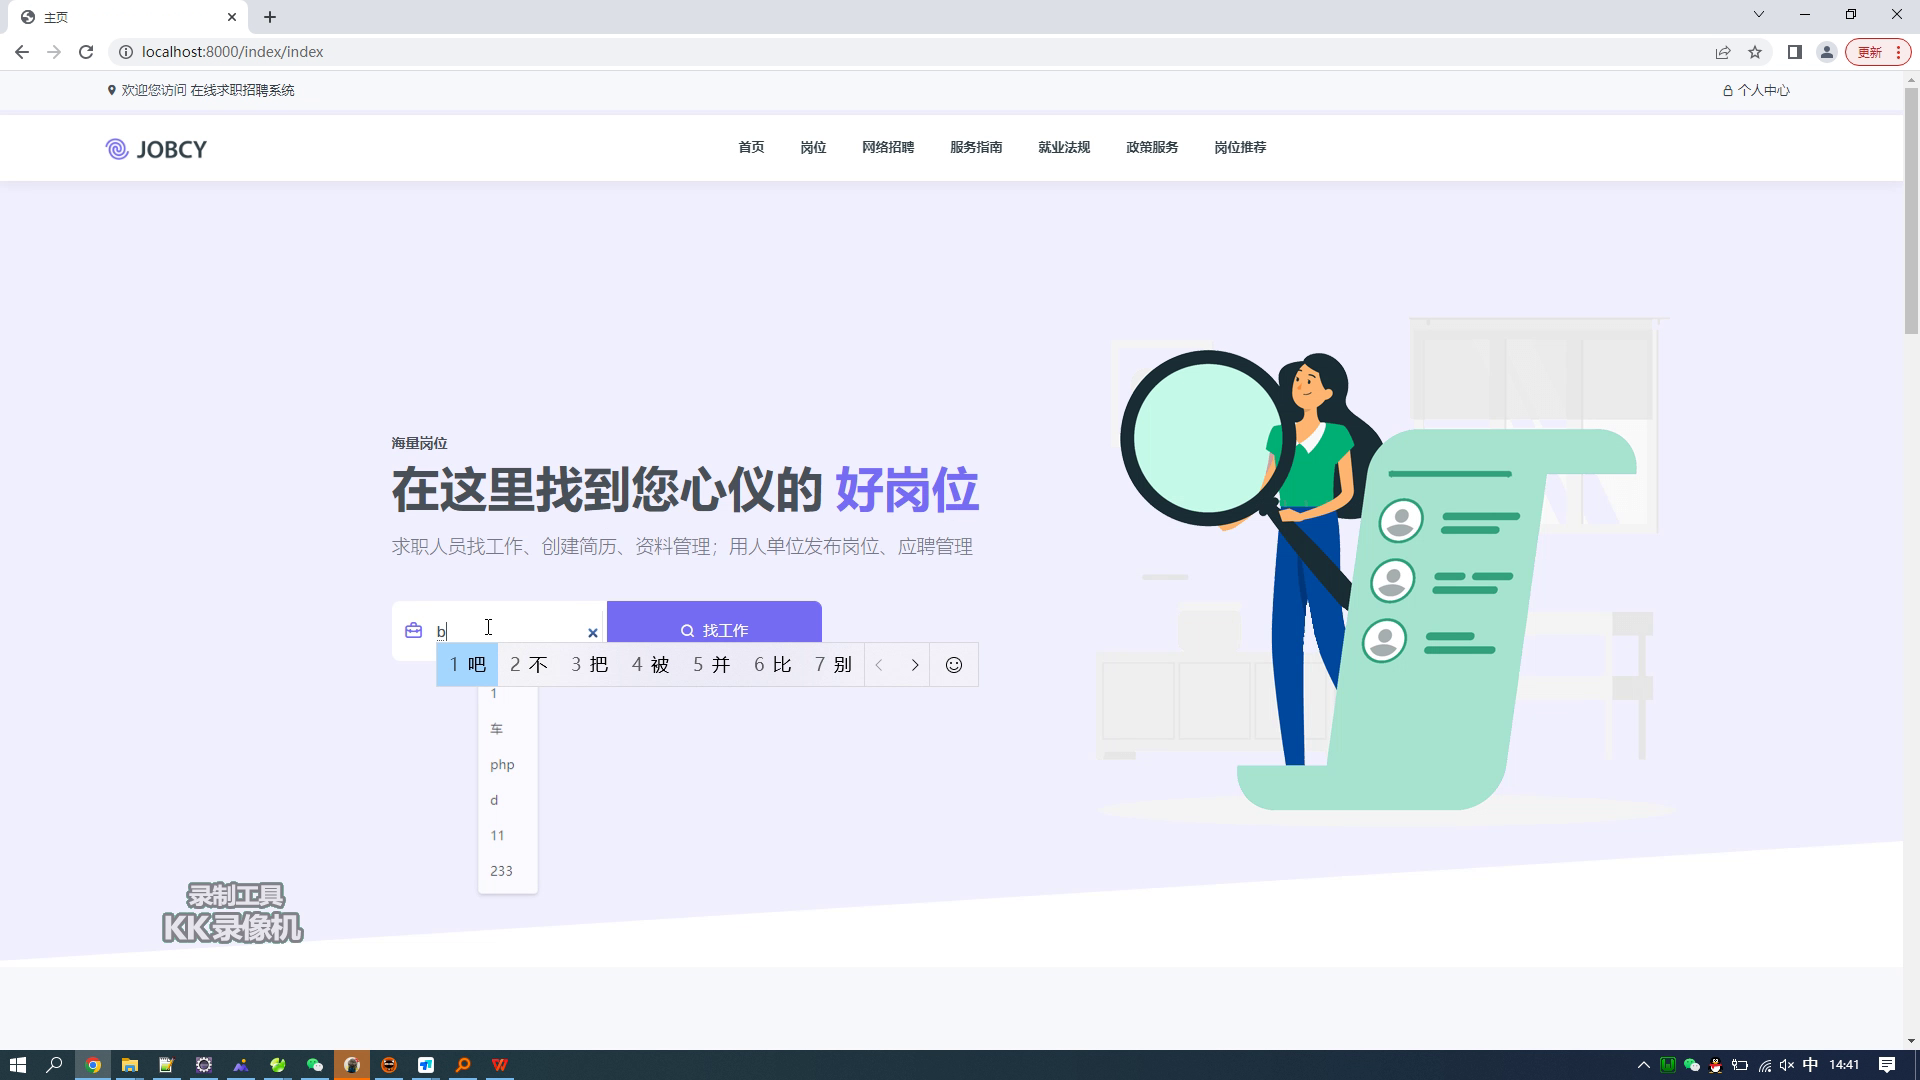 主页
localhost:8000/index/index
更新
欢迎您访问 在线求职招聘系统
个人中心
JOBCY
首页 岗位 网络招聘 服务指南 就业法规 政策服务 岗位推荐
海量岗位
在这里找到您心仪的 好岗位
求职人员找工作、创建简历、资料管理；用人单位发布岗位、应聘管理
b
找工作
1 吧 2 不 3 把 4 被 5 并 6 比 7 别
1
车
php
d
11
233
录制工具
KK录像机
中 14:41